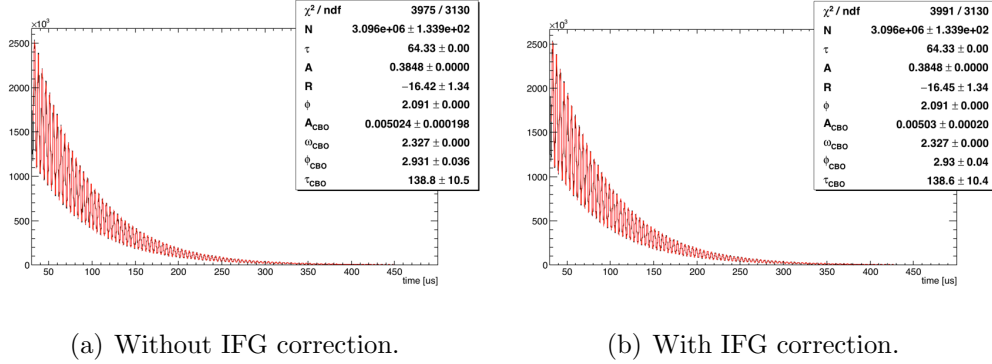 ×10³
2500
2000
1500
1000
500
0
50 100 150 200 250 300 350 400 450
time [us]
χ² / ndf 3975 / 3130
N 3.096e+06 ± 1.339e+02
τ 64.33 ± 0.00
A 0.3848 ± 0.0000
R −16.42 ± 1.34
ϕ 2.091 ± 0.000
A_CBO 0.005024 ± 0.000198
ω_CBO 2.327 ± 0.000
ϕ_CBO 2.931 ± 0.036
τ_CBO 138.8 ± 10.5
(a) Without IFG correction.
×10³
2500
2000
1500
1000
500
0
50 100 150 200 250 300 350 400 450
time [us]
χ² / ndf 3991 / 3130
N 3.096e+06 ± 1.339e+02
τ 64.33 ± 0.00
A 0.3848 ± 0.0000
R −16.45 ± 1.34
ϕ 2.091 ± 0.000
A_CBO 0.00503 ± 0.00020
ω_CBO 2.327 ± 0.000
ϕ_CBO 2.93 ± 0.04
τ_CBO 138.6 ± 10.4
(b) With IFG correction.